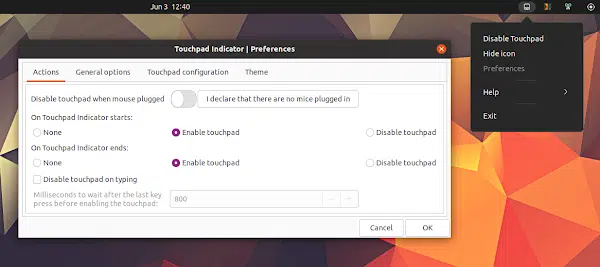 Jun 3 12:40
Touchpad Indicator | Preferences
Actions General options Touchpad configuration Theme
Disable touchpad when mouse plugged I declare that there are no mice plugged in
On Touchpad Indicator starts:
None Enable touchpad Disable touchpad
On Touchpad Indicator ends:
None Enable touchpad Disable touchpad
Disable touchpad on typing
Milliseconds to wait after the last key
press before enabling the touchpad: 800
Cancel OK
Disable Touchpad
Hide icon
Preferences
Help
Exit